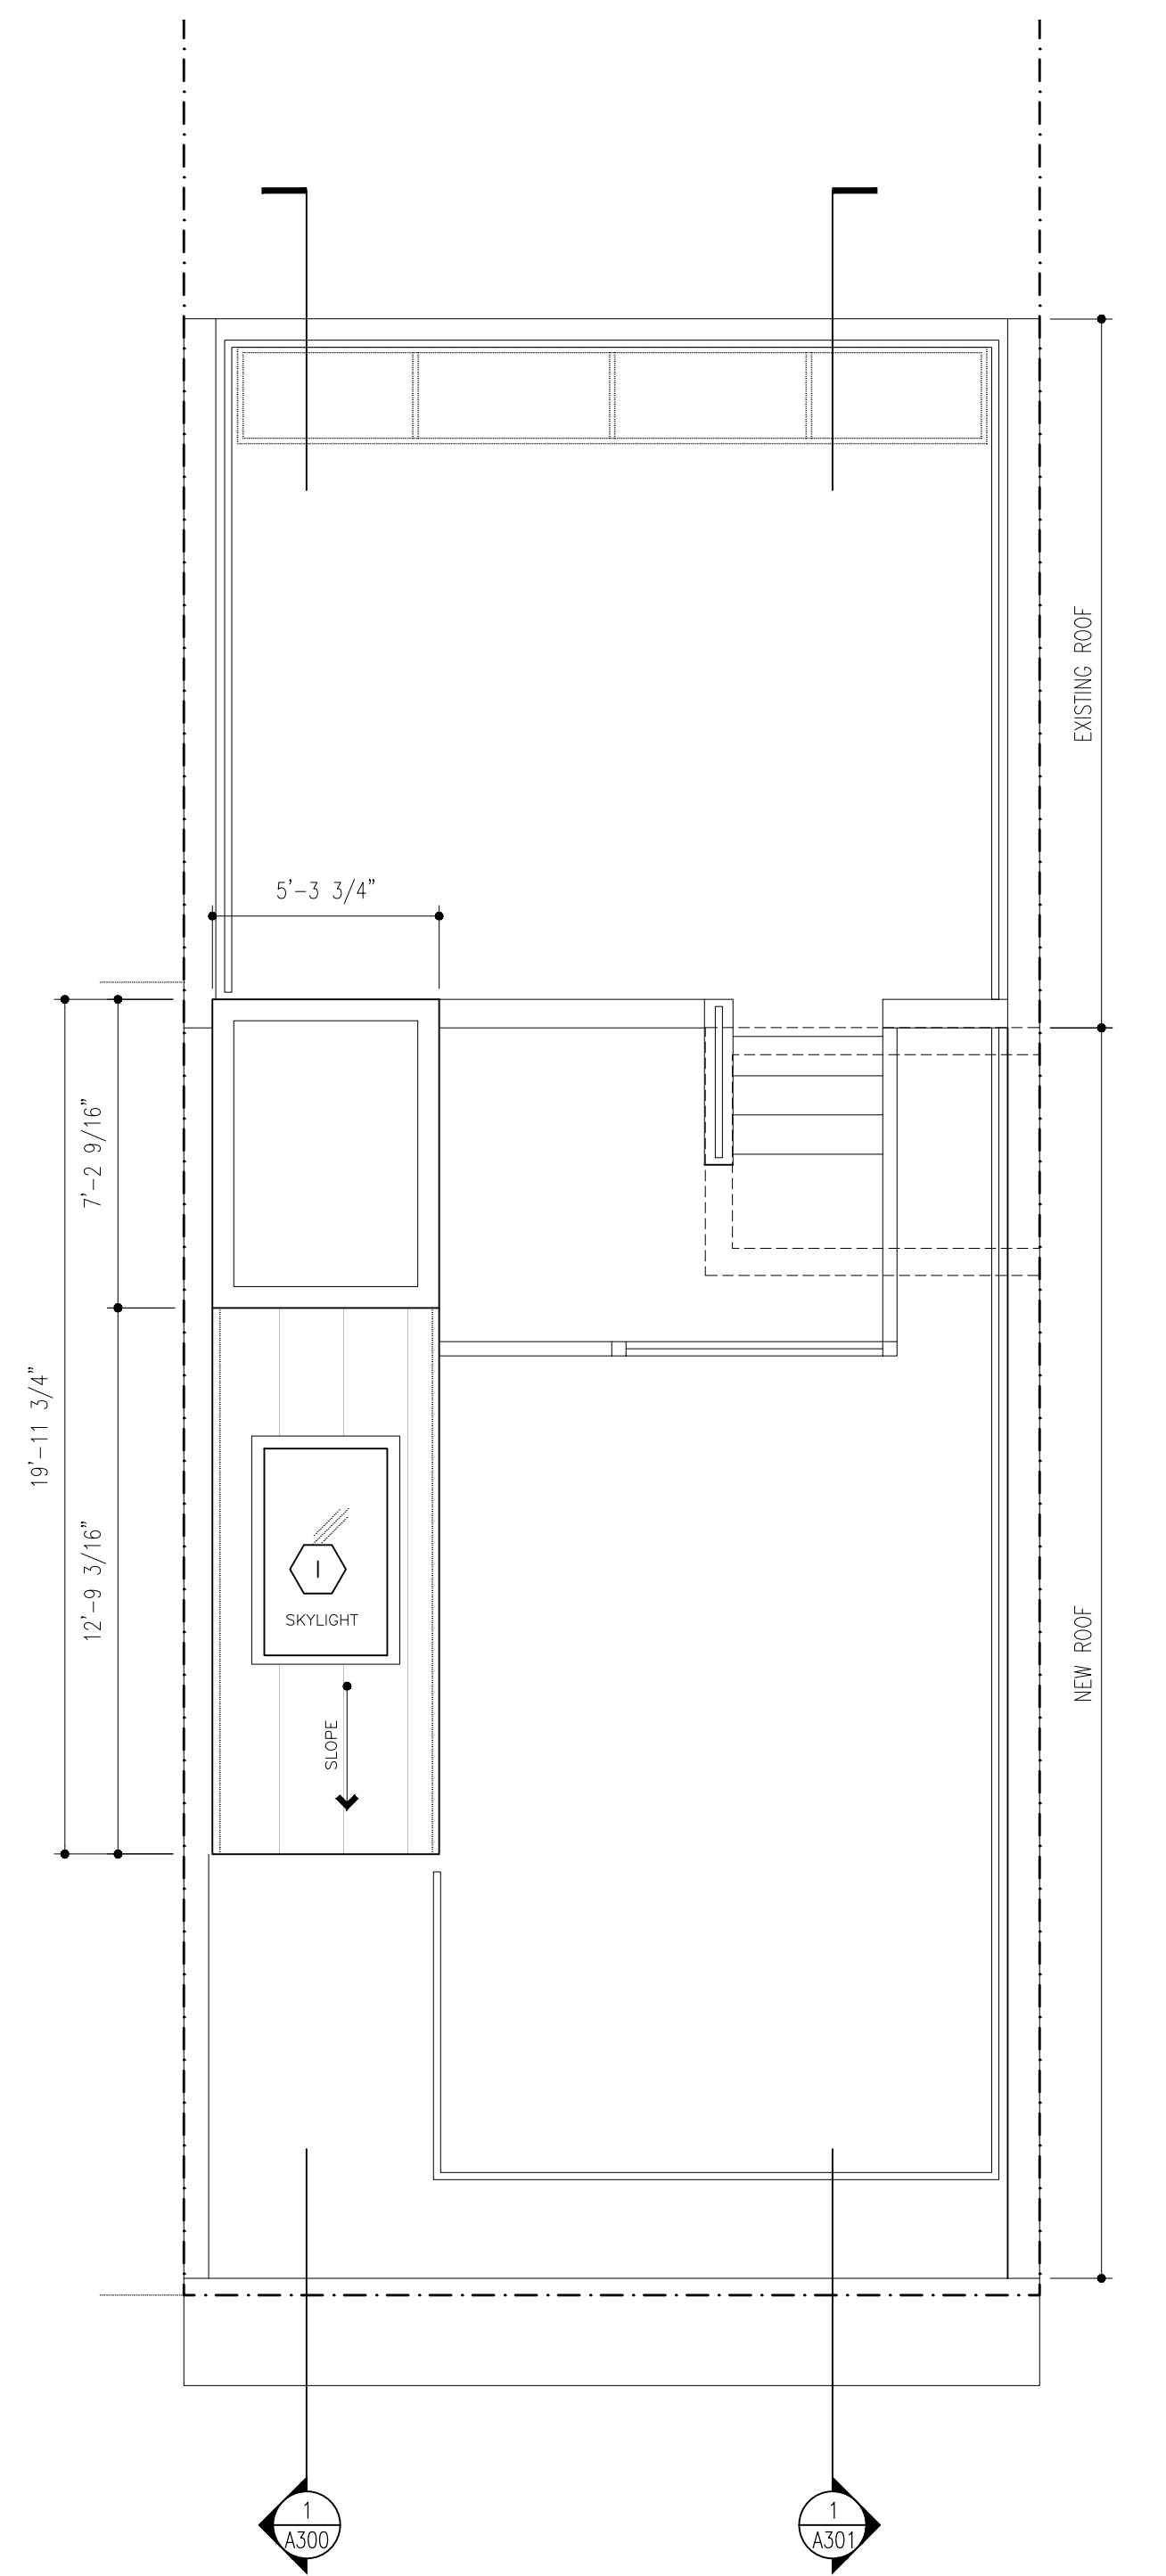 EXISTING ROOF
5'-3 3/4"
7'-2 9/16"
19'-11 3/4"
12'-9 3/16"
1
SKYLIGHT
NEW ROOF
SLOPE
1
A300
1
A301